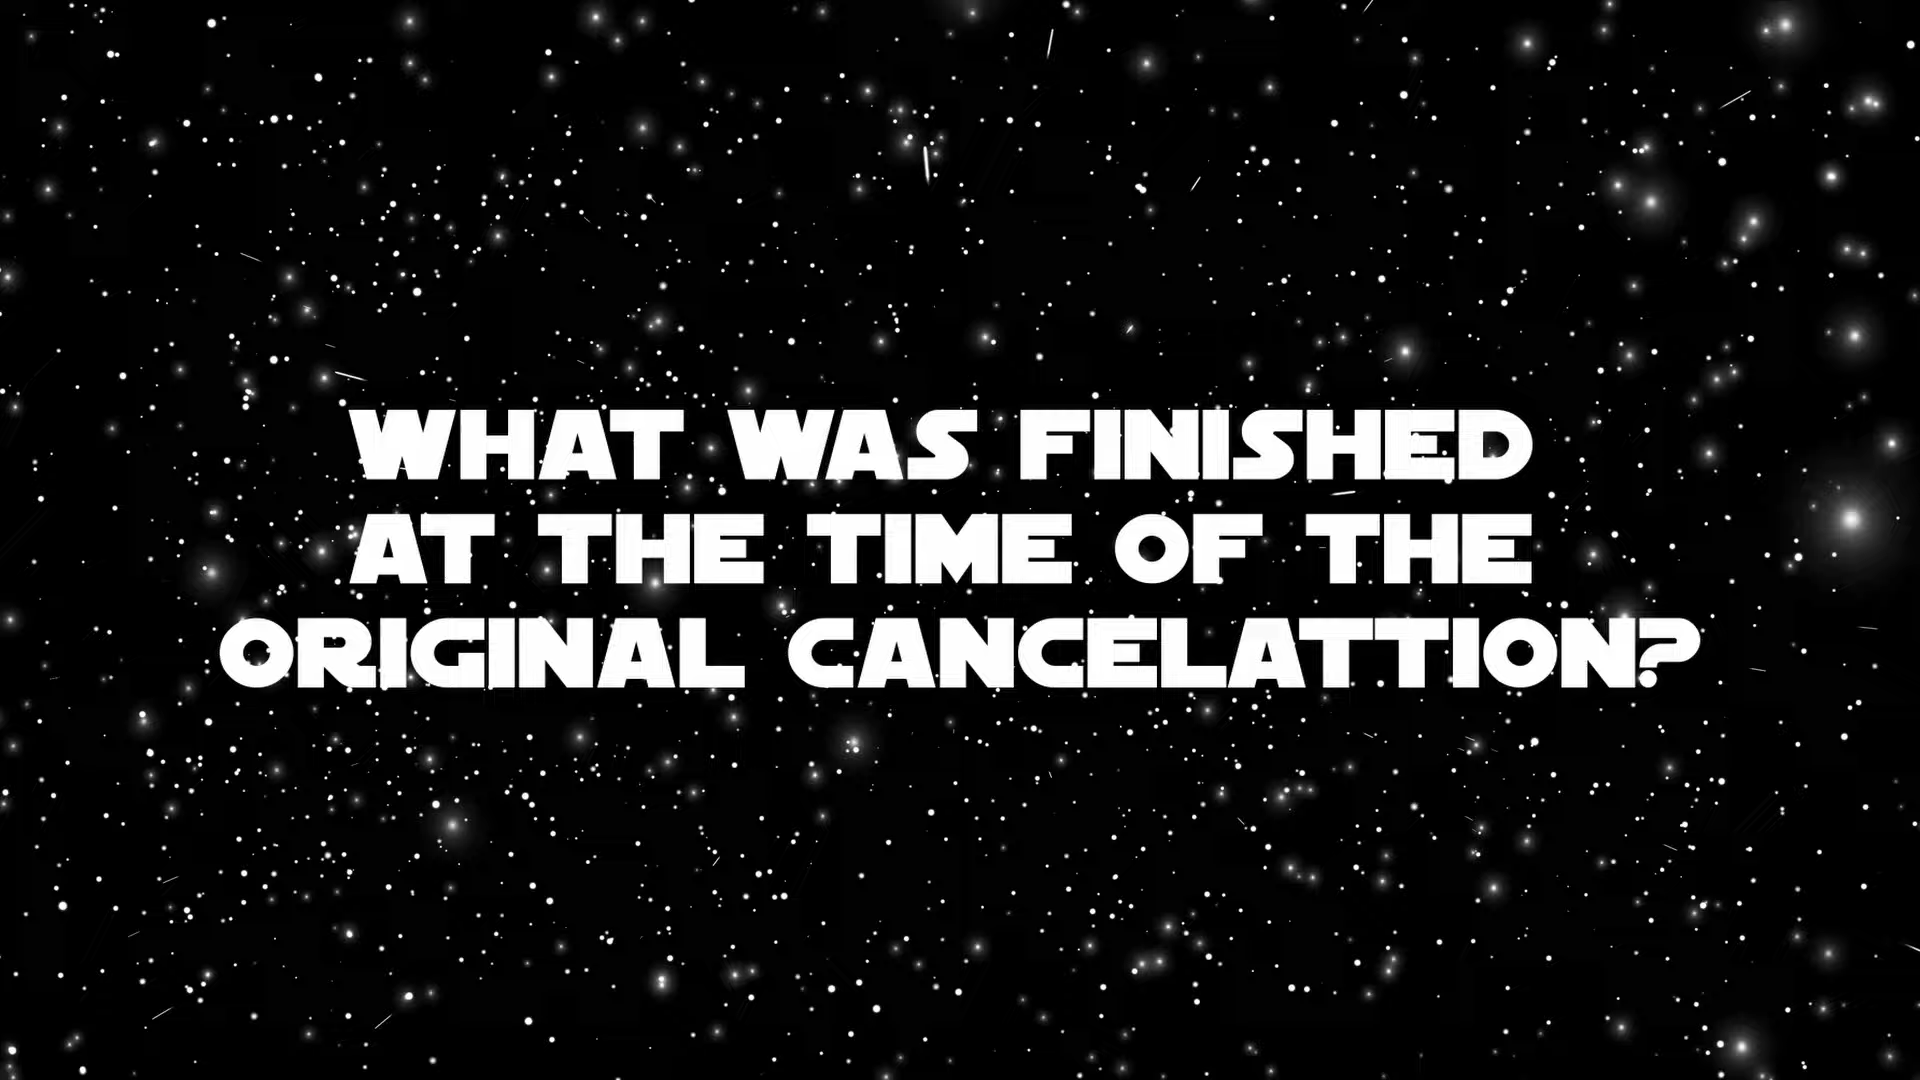 WHAT WAS FINISHED
AT THE TIME OF THE
ORIGINAL CANCELATTION?